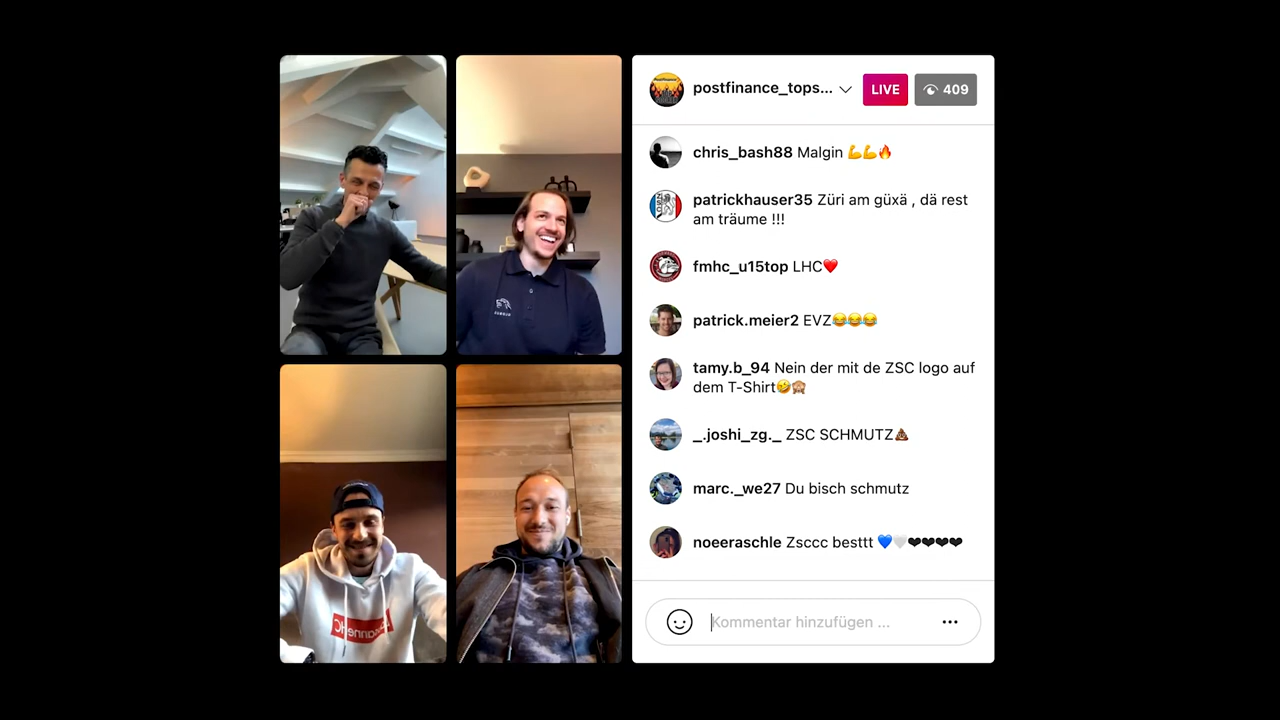 postfinance_tops...
LIVE
409
chris_bash88 Malgin 💪💪🔥
patrickhauser35 Züri am güxä , dä rest
am träume !!!
fmhc_u15top LHC❤️
patrick.meier2 EVZ😂😂😂
tamy.b_94 Nein der mit de ZSC logo auf
dem T-Shirt🤣🙈
_.joshi_zg._ ZSC SCHMUTZ💩
marc._we27 Du bisch schmutz
noeeraschle Zsccc besttt 💙🤍❤❤❤❤
Kommentar hinzufügen ...